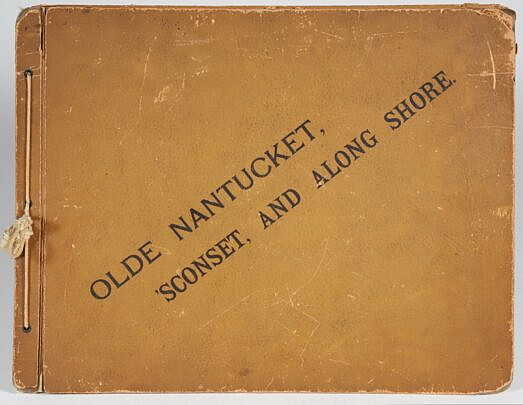 OLDE NANTUCKET,
'SCONSET, AND ALONG SHORE.